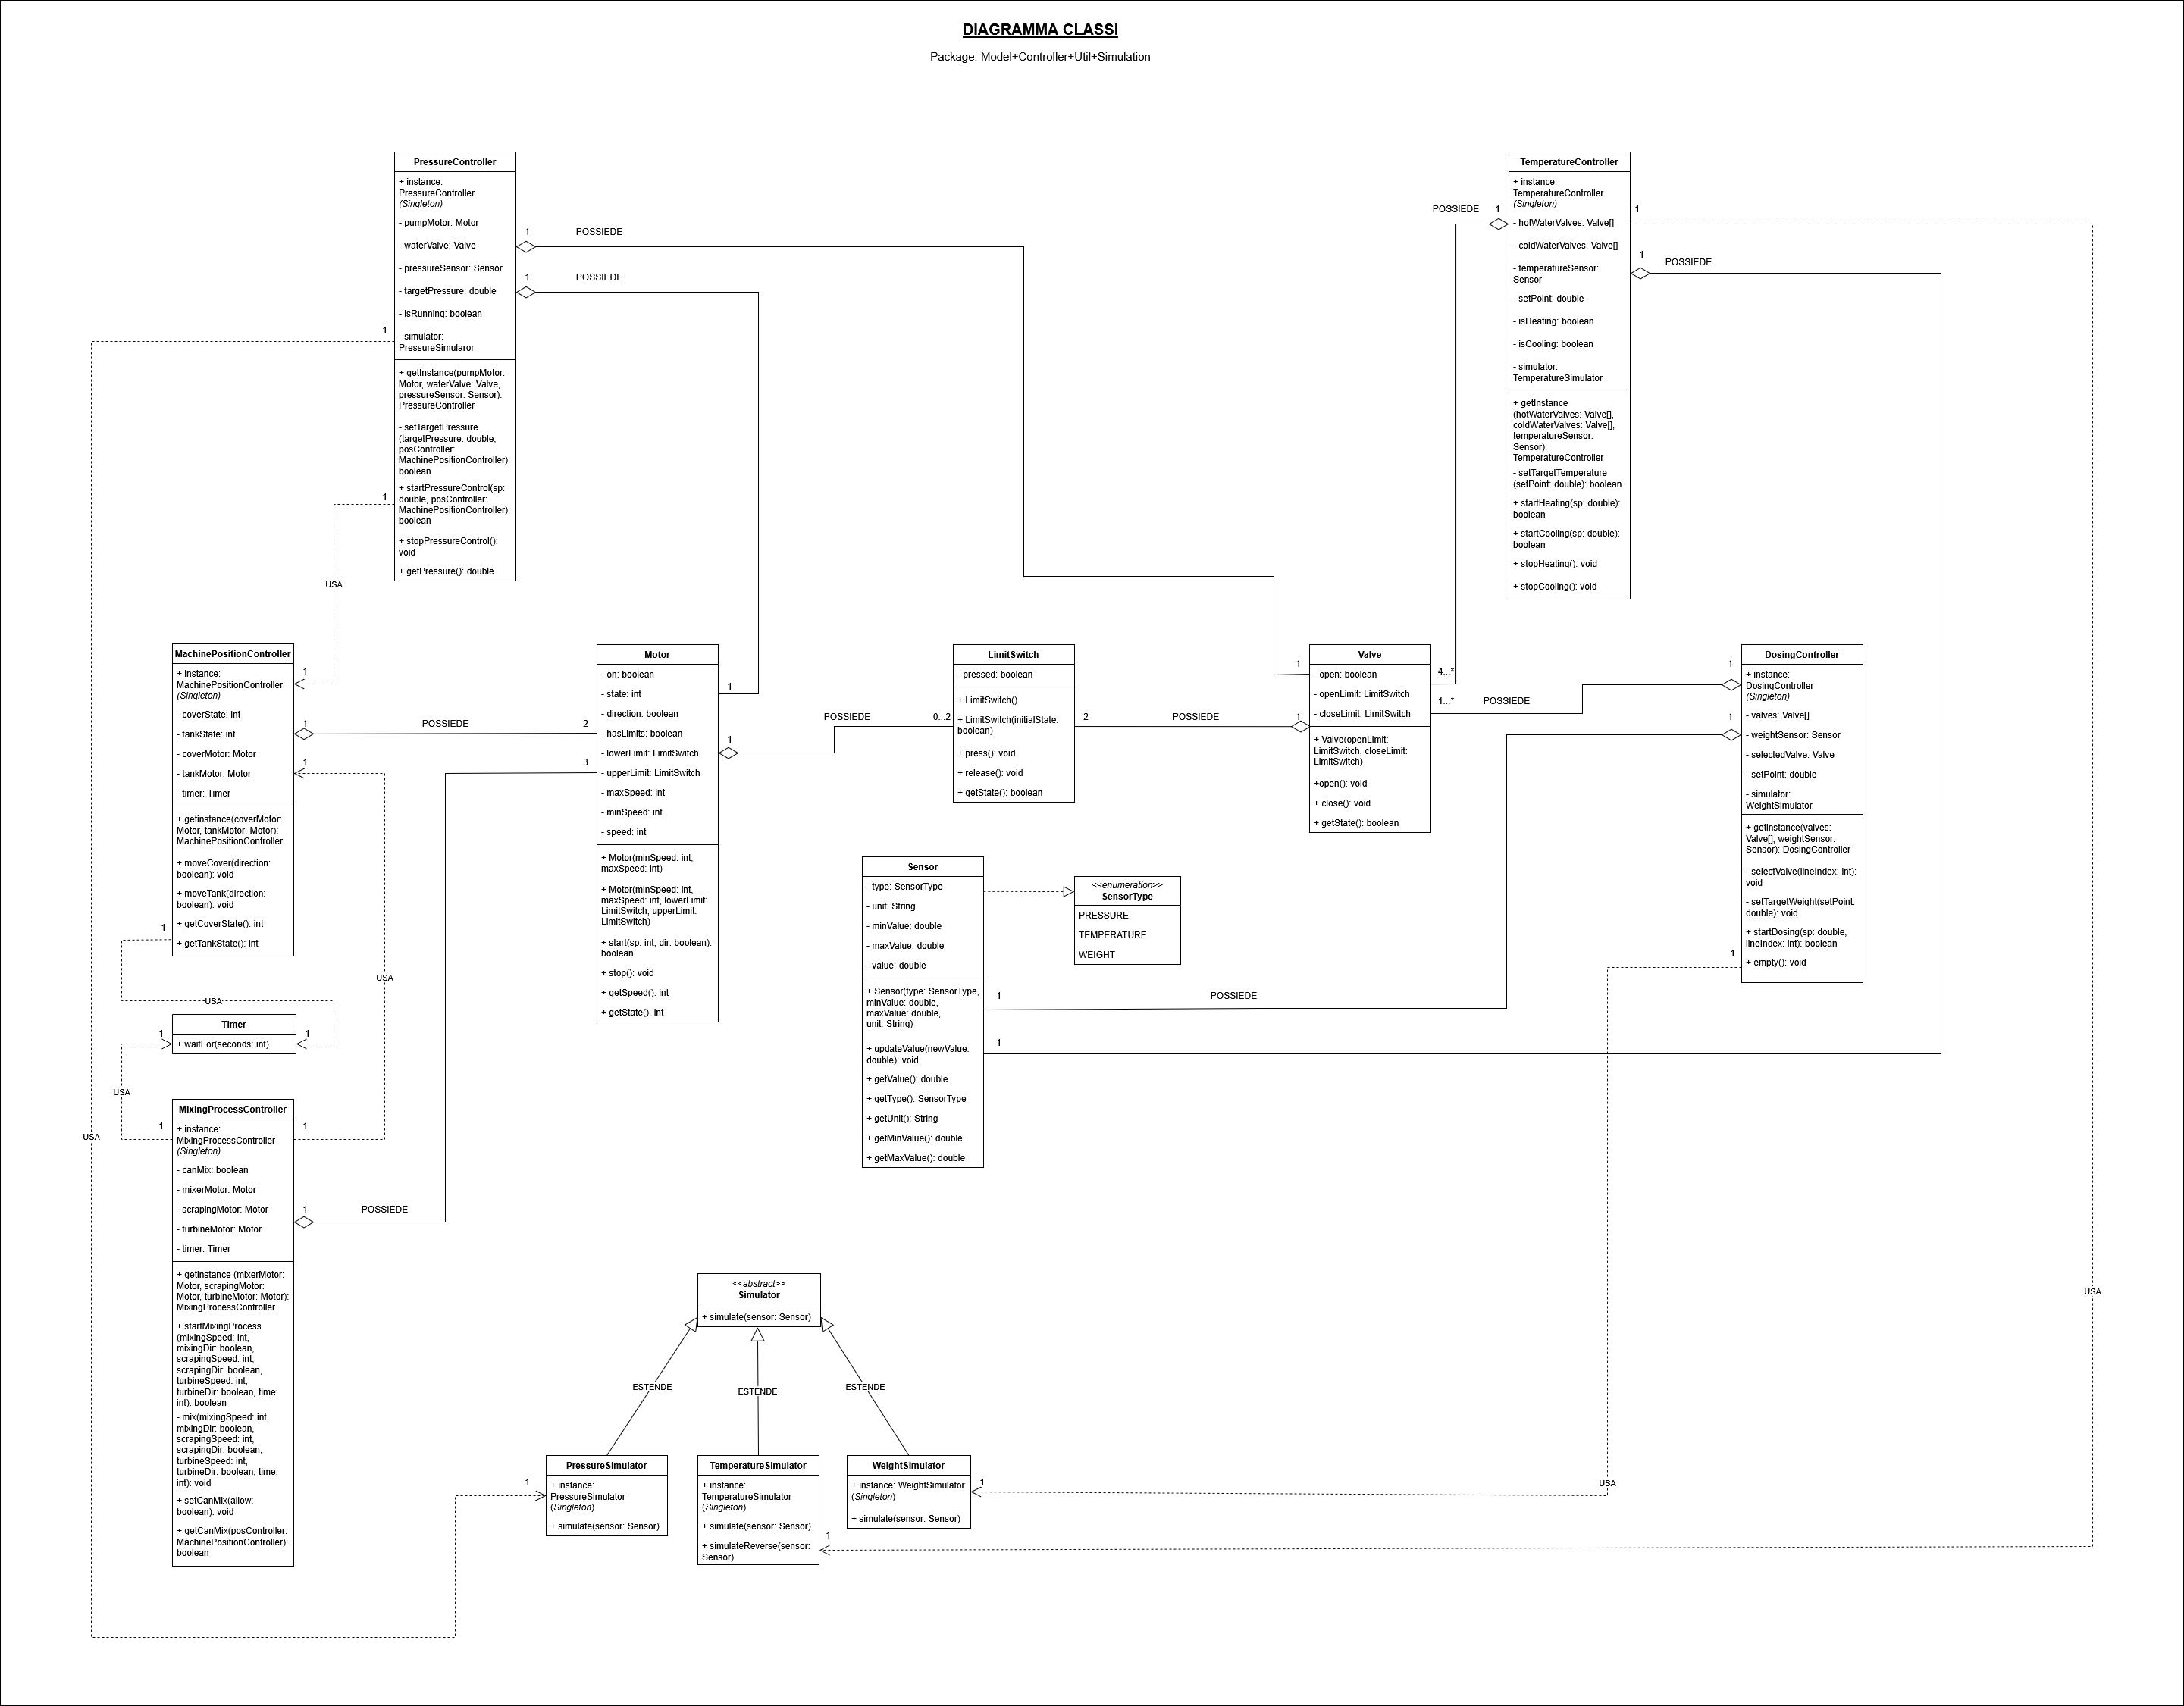 DIAGRAMMA CLASSI
Package: Model+Controller+Util+Simulation
PressureController
+ instance:
PressureController
(Singleton)
- pumpMotor: Motor
- waterValve: Valve
- pressureSensor: Sensor
- targetPressure: double
- isRunning: boolean
- simulator:
PressureSimularor
+ getInstance(pumpMotor:
Motor, waterValve: Valve,
pressureSensor: Sensor):
PressureController
- setTargetPressure
(targetPressure: double,
posController:
MachinePositionController):
boolean
+ startPressureControl(sp:
double, posController:
MachinePositionController):
boolean
+ stopPressureControl():
void
+ getPressure(): double
1
POSSIEDE
1
POSSIEDE
1
1
USA
TemperatureController
+ instance:
TemperatureController
(Singleton)
- hotWaterValves: Valve[]
- coldWaterValves: Valve[]
- temperatureSensor:
Sensor
- setPoint: double
- isHeating: boolean
- isCooling: boolean
- simulator:
TemperatureSimulator
+ getInstance
(hotWaterValves: Valve[],
coldWaterValves: Valve[],
temperatureSensor:
Sensor):
TemperatureController
- setTargetTemperature
(setPoint: double): boolean
+ startHeating(sp: double):
boolean
+ startCooling(sp: double):
boolean
+ stopHeating(): void
+ stopCooling(): void
POSSIEDE
1
1
1
POSSIEDE
MachinePositionController
+ instance:
MachinePositionController
(Singleton)
- coverState: int
- tankState: int
- coverMotor: Motor
- tankMotor: Motor
- timer: Timer
+ getinstance(coverMotor:
Motor, tankMotor: Motor):
MachinePositionController
+ moveCover(direction:
boolean): void
+ moveTank(direction:
boolean): void
+ getCoverState(): int
+ getTankState(): int
1
1
POSSIEDE
2
1
3
1
USA
USA
Motor
- on: boolean
- state: int
- direction: boolean
- hasLimits: boolean
- lowerLimit: LimitSwitch
- upperLimit: LimitSwitch
- maxSpeed: int
- minSpeed: int
- speed: int
+ Motor(minSpeed: int,
maxSpeed: int)
+ Motor(minSpeed: int,
maxSpeed: int, lowerLimit:
LimitSwitch, upperLimit:
LimitSwitch)
+ start(sp: int, dir: boolean):
boolean
+ stop(): void
+ getSpeed(): int
+ getState(): int
1
1
POSSIEDE
0...2
LimitSwitch
- pressed: boolean
+ LimitSwitch()
+ LimitSwitch(initialState:
boolean)
+ press(): void
+ release(): void
+ getState(): boolean
2
POSSIEDE
1
1
Valve
- open: boolean
- openLimit: LimitSwitch
- closeLimit: LimitSwitch
+ Valve(openLimit:
LimitSwitch, closeLimit:
LimitSwitch)
+open(): void
+ close(): void
+ getState(): boolean
4...*
1...*
POSSIEDE
1
1
DosingController
+ instance:
DosingController
(Singleton)
- valves: Valve[]
- weightSensor: Sensor
- selectedValve: Valve
- setPoint: double
- simulator:
WeightSimulator
+ getinstance(valves:
Valve[], weightSensor:
Sensor): DosingController
- selectValve(lineIndex: int):
void
- setTargetWeight(setPoint:
double): void
+ startDosing(sp: double,
lineIndex: int): boolean
+ empty(): void
1
Sensor
- type: SensorType
- unit: String
- minValue: double
- maxValue: double
- value: double
+ Sensor(type: SensorType,
minValue: double,
maxValue: double,
unit: String)
+ updateValue(newValue:
double): void
+ getValue(): double
+ getType(): SensorType
+ getUnit(): String
+ getMinValue(): double
+ getMaxValue(): double
<<enumeration>>
SensorType
PRESSURE
TEMPERATURE
WEIGHT
1
POSSIEDE
1
Timer
+ waitFor(seconds: int)
1
1
USA
USA
MixingProcessController
+ instance:
MixingProcessController
(Singleton)
- canMix: boolean
- mixerMotor: Motor
- scrapingMotor: Motor
- turbineMotor: Motor
- timer: Timer
+ getinstance (mixerMotor:
Motor, scrapingMotor:
Motor, turbineMotor: Motor):
MixingProcessController
+ startMixingProcess
(mixingSpeed: int,
mixingDir: boolean,
scrapingSpeed: int,
scrapingDir: boolean,
turbineSpeed: int,
turbineDir: boolean, time:
int): boolean
- mix(mixingSpeed: int,
mixingDir: boolean,
scrapingSpeed: int,
scrapingDir: boolean,
turbineSpeed: int,
turbineDir: boolean, time:
int): void
+ setCanMix(allow:
boolean): void
+ getCanMix(posController:
MachinePositionController):
boolean
1
1
1
POSSIEDE
<<abstract>>
Simulator
+ simulate(sensor: Sensor)
ESTENDE
ESTENDE
ESTENDE
USA
1
PressureSimulator
+ instance:
PressureSimulator
(Singleton)
+ simulate(sensor: Sensor)
TemperatureSimulator
+ instance:
TemperatureSimulator
(Singleton)
+ simulate(sensor: Sensor)
+ simulateReverse(sensor:
Sensor)
1
WeightSimulator
+ instance: WeightSimulator
(Singleton)
+ simulate(sensor: Sensor)
1
USA